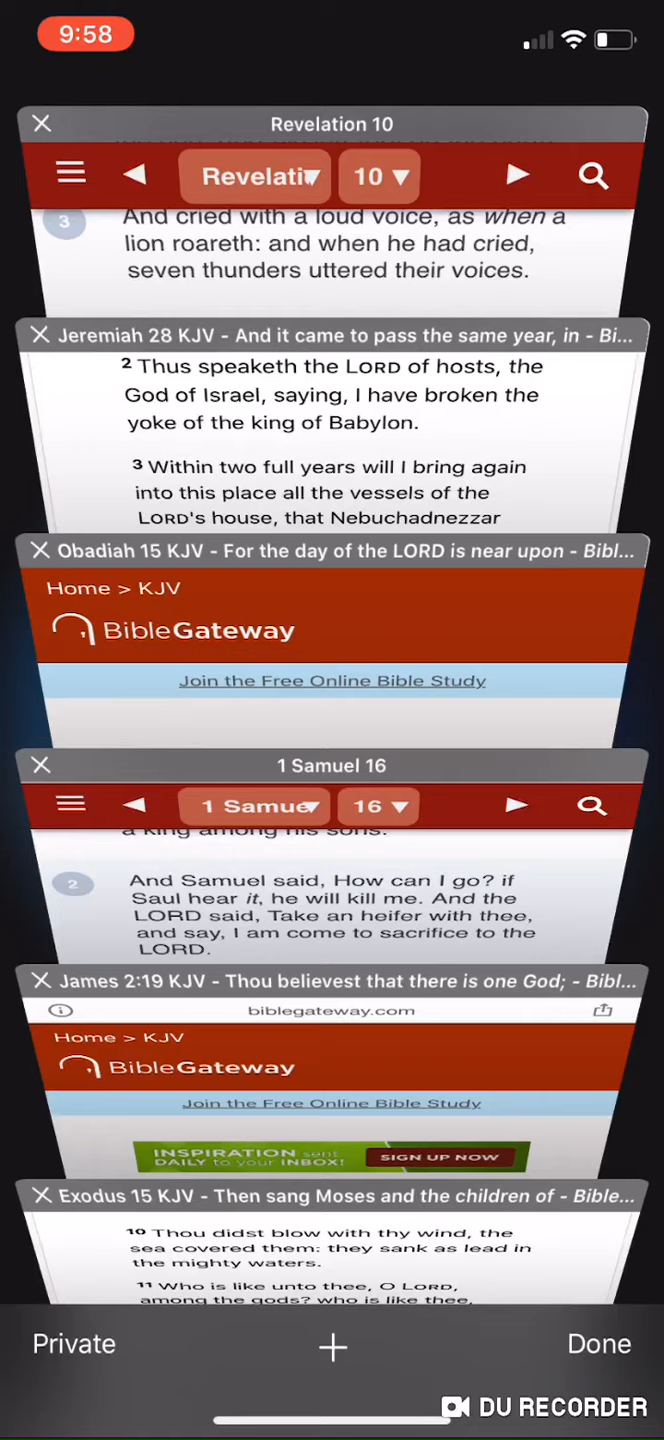 9:58
Revelation 10
Revelati
10
3
And cried with a loud voice, as when a
lion roareth: and when he had cried,
seven thunders uttered their voices.
Jeremiah 28 KJV - And it came to pass the same year, in - Bi...
2 Thus speaketh the LORD of hosts, the
God of Israel, saying, I have broken the
yoke of the king of Babylon.
3 Within two full years will I bring again
into this place all the vessels of the
LORD's house, that Nebuchadnezzar
Obadiah 15 KJV - For the day of the LORD is near upon - Bibl...
Home > KJV
BibleGateway
Join the Free Online Bible Study
1 Samuel 16
1 Samue
16
a king among his sons.
2
And Samuel said, How can I go? if
Saul hear it, he will kill me. And the
LORD said, Take an heifer with thee,
and say, I am come to sacrifice to the
LORD.
James 2:19 KJV - Thou believest that there is one God; - Bibl...
biblegateway.com
Home > KJV
BibleGateway
Join the Free Online Bible Study
INSPIRATION sent
DAILY to your INBOX!
SIGN UP NOW
Exodus 15 KJV - Then sang Moses and the children of - Bible...
10 Thou didst blow with thy wind, the
sea covered them: they sank as lead in
the mighty waters.
11 Who is like unto thee, O LORD,
among the gods? who is like thee,
Private
Done
DU RECORDER